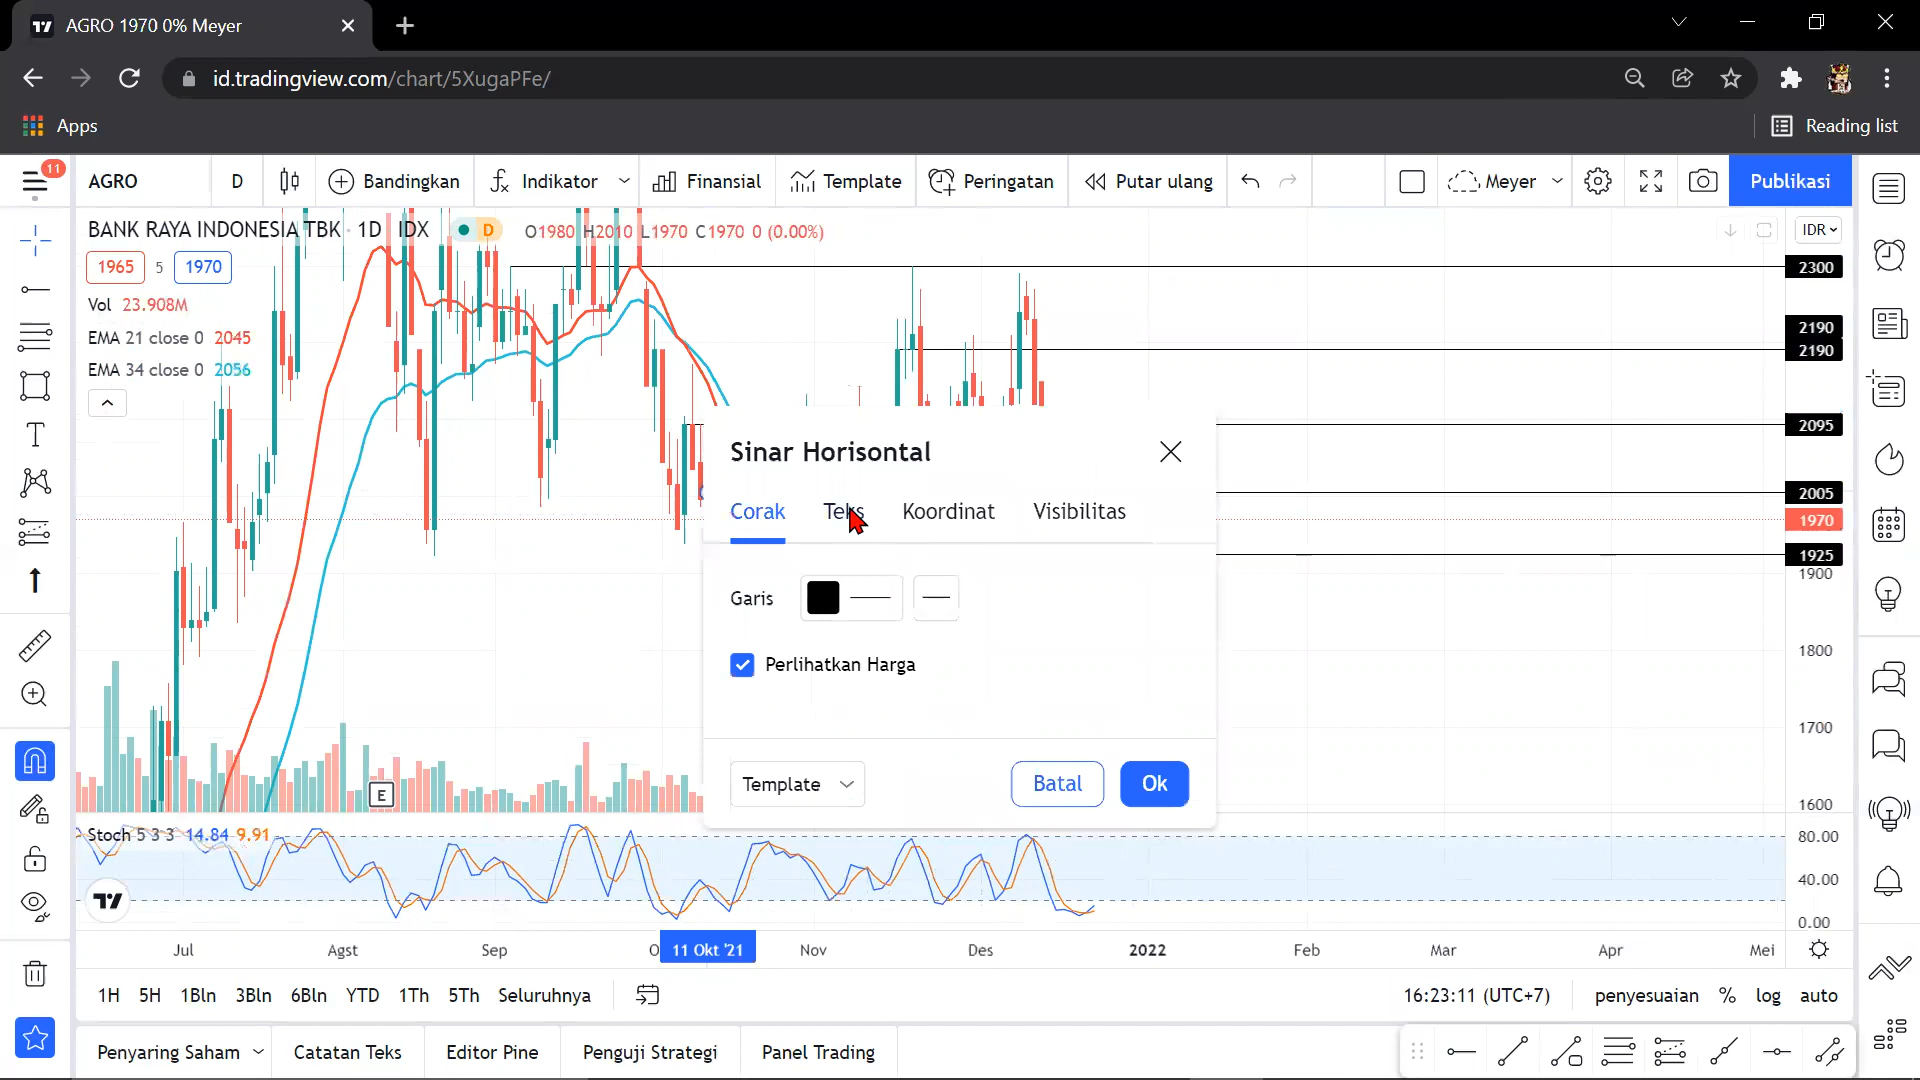 AGRO 1970 0% Meyer
id.tradingview.com/chart/5XugaPFe/
Apps
Reading list
11
AGRO D Bandingkan Indikator Finansial Template Peringatan Putar ulang Meyer Publikasi
BANK RAYA INDONESIA TBK · 1D IDX D O1980 H2010 L1970 C1970 0 (0.00%)
IDR
1965 5 1970
Vol 23.908M
EMA 21 close 0 2045
EMA 34 close 0 2056
2300
2190
2190
2095
2005
1970
1925
1900
1800
1700
1600
Sinar Horisontal
Corak Teks Koordinat Visibilitas
Garis
Perlihatkan Harga
Template Batal Ok
E
Stoch 5 3 3 14.84 9.91
80.00
40.00
0.00
Jul Agst Sep O 11 Okt '21 Nov Des 2022 Feb Mar Apr Mei
1H 5H 1Bln 3Bln 6Bln YTD 1Th 5Th Seluruhnya 16:23:11 (UTC+7) penyesuaian % log auto
Penyaring Saham Catatan Teks Editor Pine Penguji Strategi Panel Trading